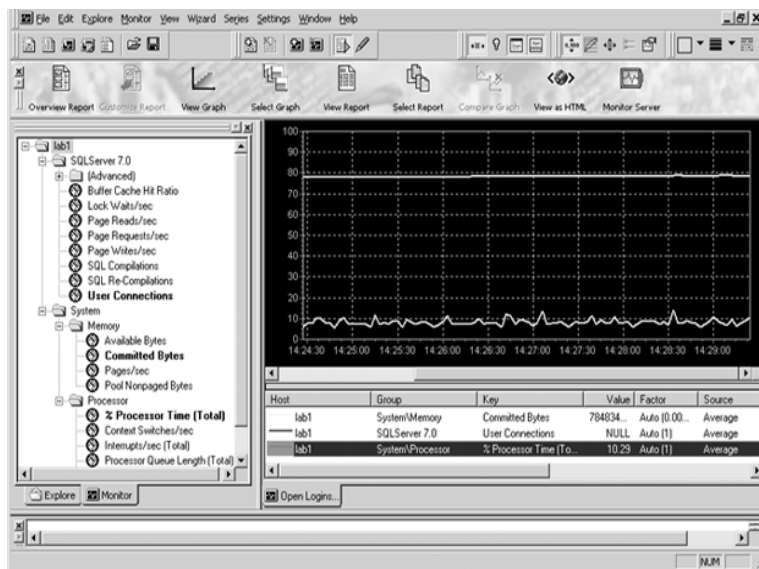 File Edit Explore Monitor View Wizard Series Settings Window Help
Overview Report Customize Report View Graph Select Graph View Report Select Report Compare Graph View as HTML Monitor Server
lab1
SQLServer 7.0
(Advanced)
Buffer Cache Hit Ratio
Lock Waits/sec
Page Reads/sec
Page Requests/sec
Page Writes/sec
SQL Compilations
SQL Re-Compilations
User Connections
System
Memory
Available Bytes
Committed Bytes
Pages/sec
Pool Nonpaged Bytes
Processor
% Processor Time (Total)
Context Switches/sec
Interrupts/sec (Total)
Processor Queue Length (Total)
Explore Monitor
100
90
80
70
60
50
40
30
20
10
0
14:24:30 14:25:00 14:25:30 14:26:00 14:26:30 14:27:00 14:27:30 14:28:00 14:28:30 14:29:00
Host Group Key Value Factor Source
lab1 System\Memory Committed Bytes 784834... Auto (0.00... Average
lab1 SQLServer 7.0 User Connections NULL Auto (1) Average
lab1 System\Processor % Processor Time (To... 10.29 Auto (1) Average
Open Logins...
NUM